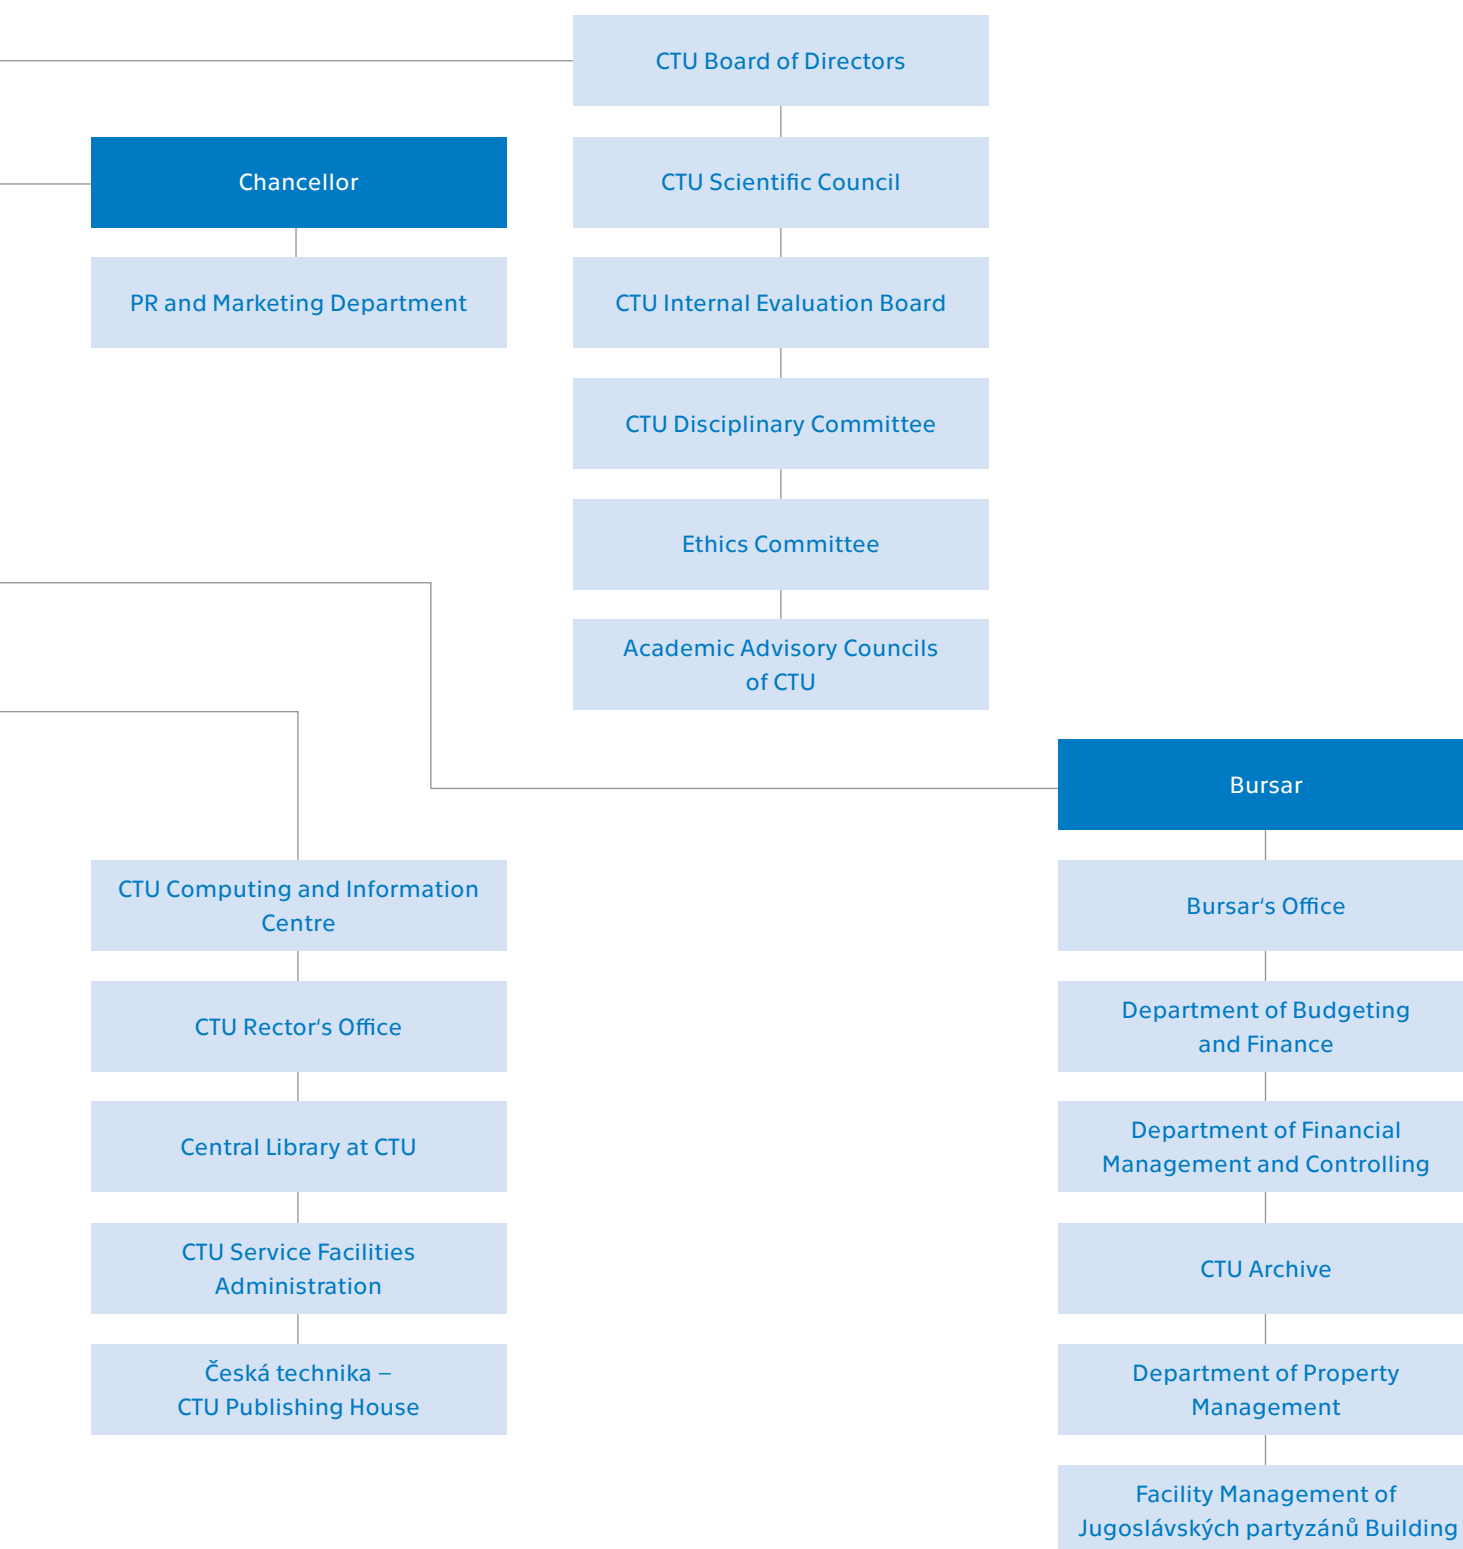 CTU Board of Directors
Chancellor
CTU Scientific Council
PR and Marketing Department
CTU Internal Evaluation Board
CTU Disciplinary Committee
Ethics Committee
Academic Advisory Councils
of CTU
Bursar
CTU Computing and Information
Centre
CTU Rector‘s Office
Central Library at CTU
CTU Service Facilities
Administration
Česká technika –
CTU Publishing House
Bursar‘s Office
Department of Budgeting
and Finance
Department of Financial
Management and Controlling
CTU Archive
Department of Property
Management
Facility Management of
Jugoslávských partyzánů Building